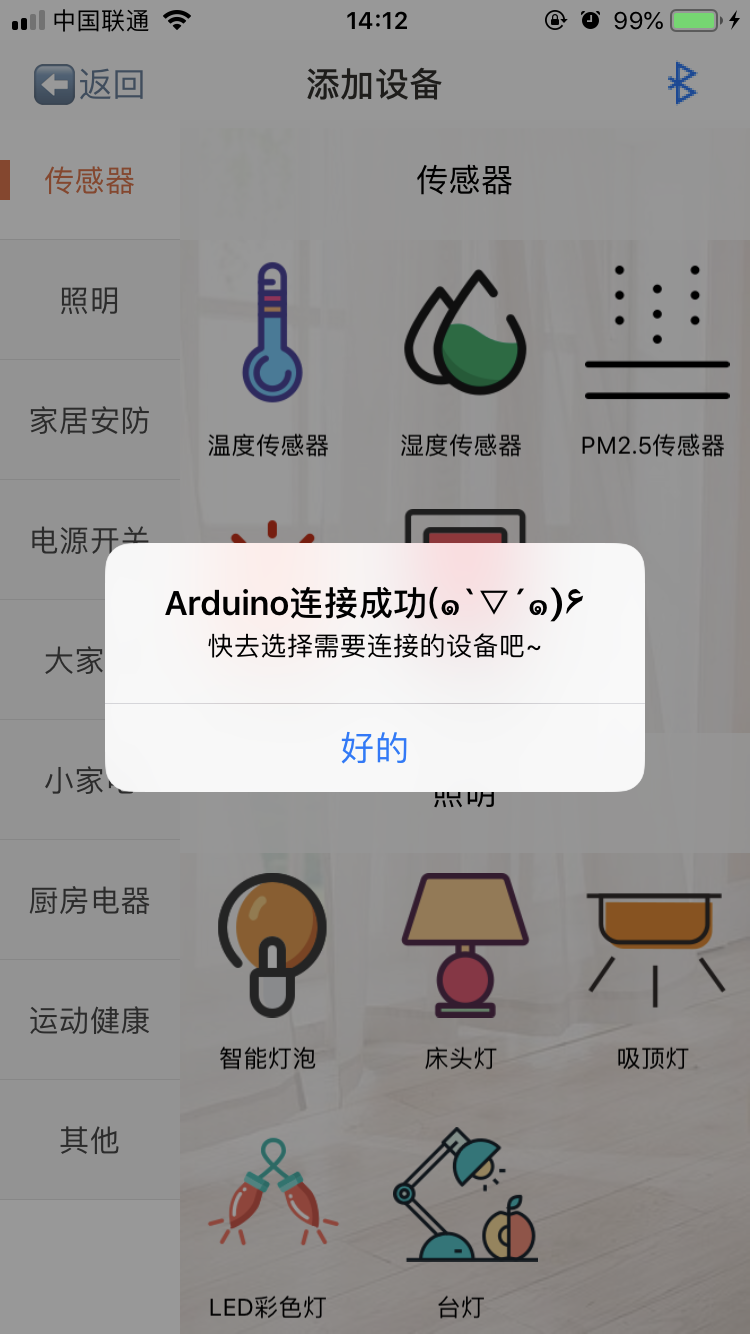 中国联通
14:12
99%
返回
添加设备
传感器
照明
家居安防
电源开关
大家
小家电
厨房电器
运动健康
其他
传感器
温度传感器
湿度传感器
PM2.5传感器
Arduino连接成功(๑`▽´๑)۶
快去选择需要连接的设备吧~
好的
照明
智能灯泡
床头灯
吸顶灯
LED彩色灯
台灯